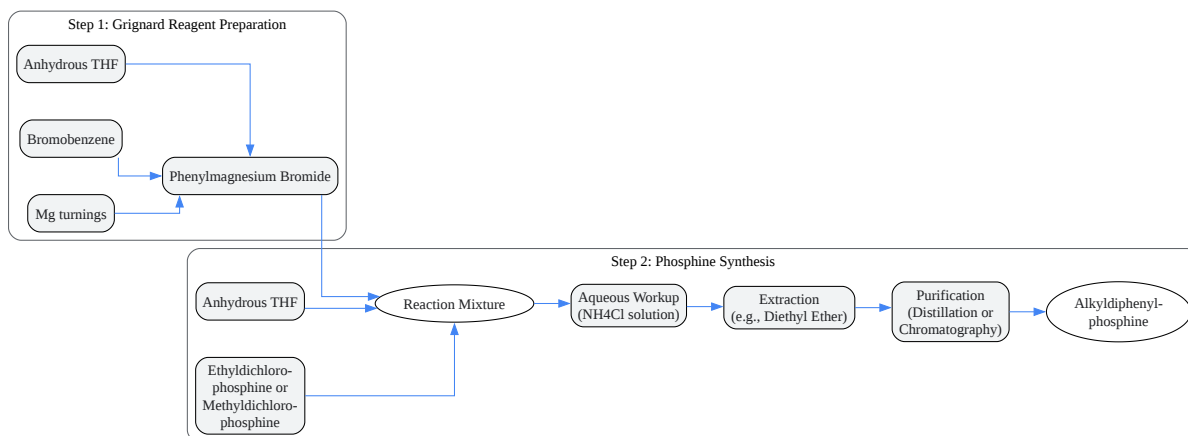 Step 1: Grignard Reagent Preparation
Anhydrous THF
Bromobenzene
Phenylmagnesium Bromide
Mg turnings
Step 2: Phosphine Synthesis
Anhydrous THF
Reaction Mixture
Aqueous Workup
(NH4Cl solution)
Extraction
(e.g., Diethyl Ether)
Purification
(Distillation or
Chromatography)
Alkyldiphenyl-
phosphine
Ethyldichloro-
phosphine or
Methyldichloro-
phosphine